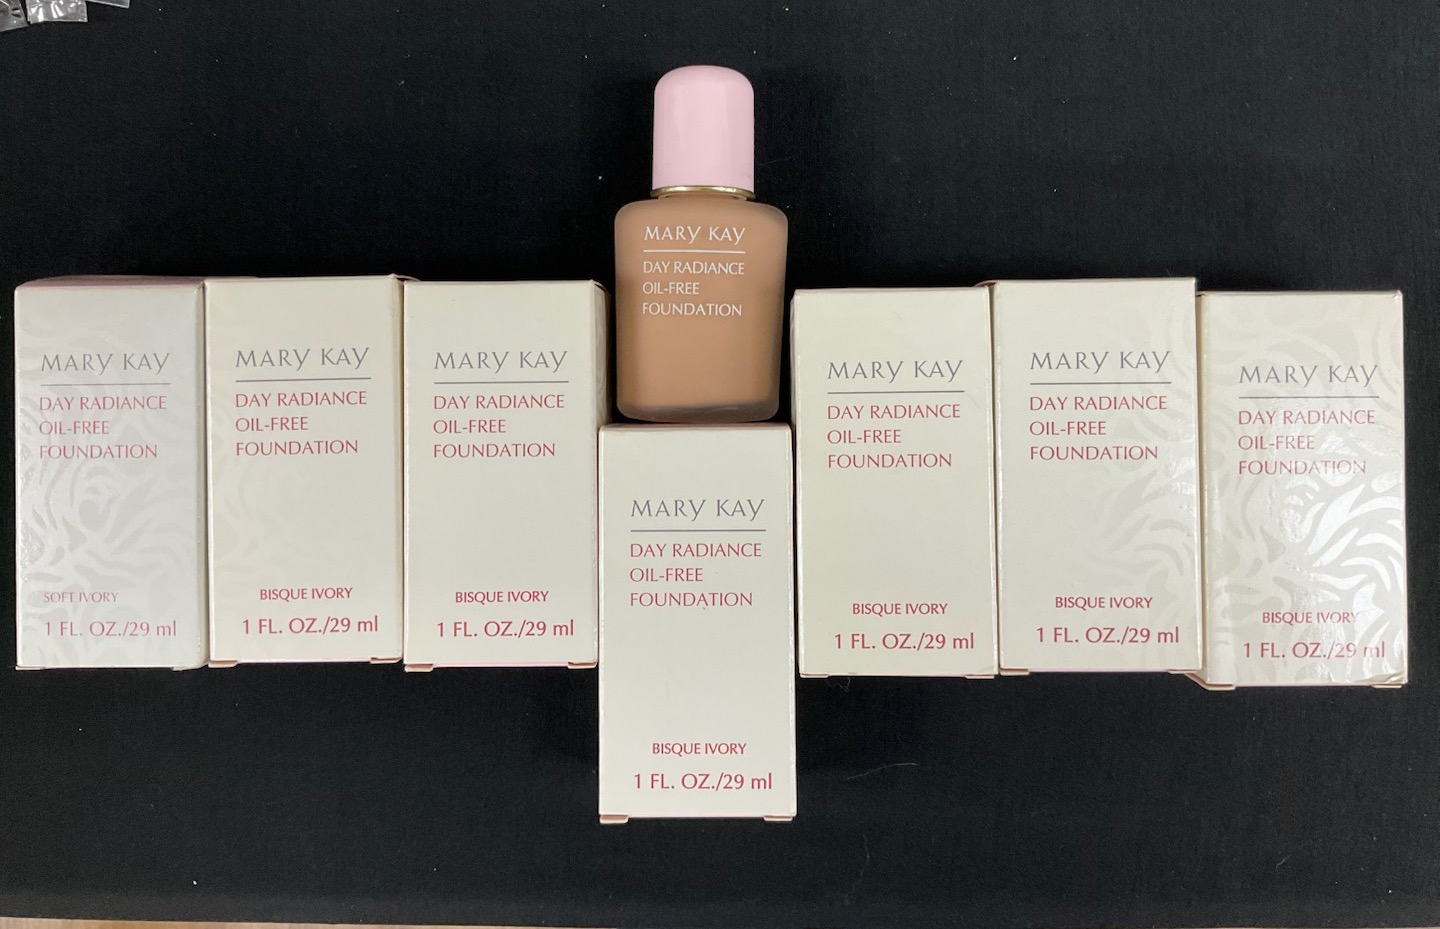 MARY KAY
DAY RADIANCE
OIL-FREE
FOUNDATION
MARY KAY
DAY RADIANCE
OIL-FREE
FOUNDATION
SOFT IVORY
1 FL. OZ./29 ml
MARY KAY
DAY RADIANCE
OIL-FREE
FOUNDATION
BISQUE IVORY
1 FL. OZ./29 ml
MARY KAY
DAY RADIANCE
OIL-FREE
FOUNDATION
BISQUE IVORY
1 FL. OZ./29 ml
MARY KAY
DAY RADIANCE
OIL-FREE
FOUNDATION
BISQUE IVORY
1 FL. OZ./29 ml
MARY KAY
DAY RADIANCE
OIL-FREE
FOUNDATION
BISQUE IVORY
1 FL. OZ./29 ml
MARY KAY
DAY RADIANCE
OIL-FREE
FOUNDATION
BISQUE IVORY
1 FL. OZ./29 ml
MARY KAY
DAY RADIANCE
OIL-FREE
FOUNDATION
BISQUE IVORY
1 FL. OZ./29 ml